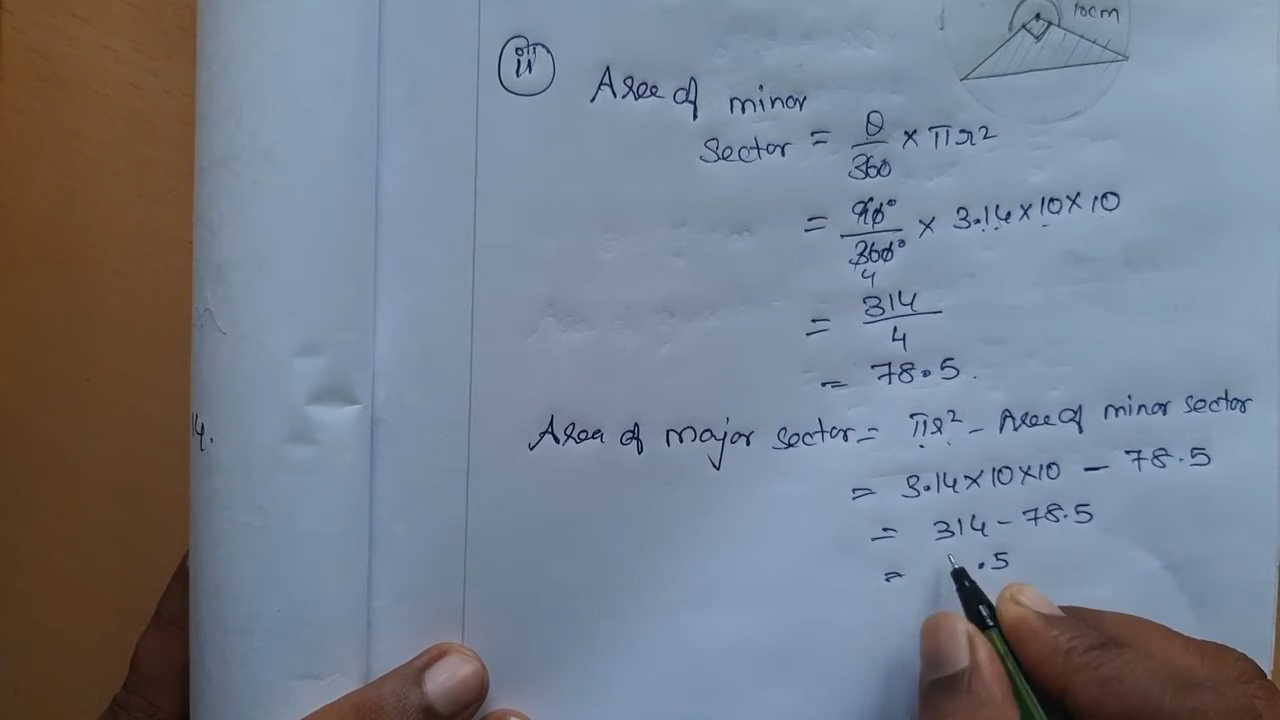 10cm
ii
Area of minor
sector = θ/360 × πr²
= 90°/360° × 3.14×10×10
4
= 314/4
= 78.5.
14.
Area of major sector = πr² - Area of minor sector
= 3.14×10×10 - 78.5
= 314 - 78.5
= .5